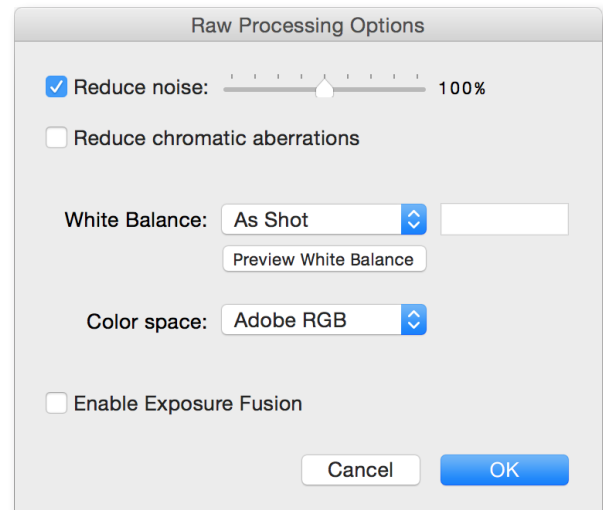 Raw Processing Options
Reduce noise: 100%
Reduce chromatic aberrations
White Balance: As Shot
Preview White Balance
Color space: Adobe RGB
Enable Exposure Fusion
Cancel OK